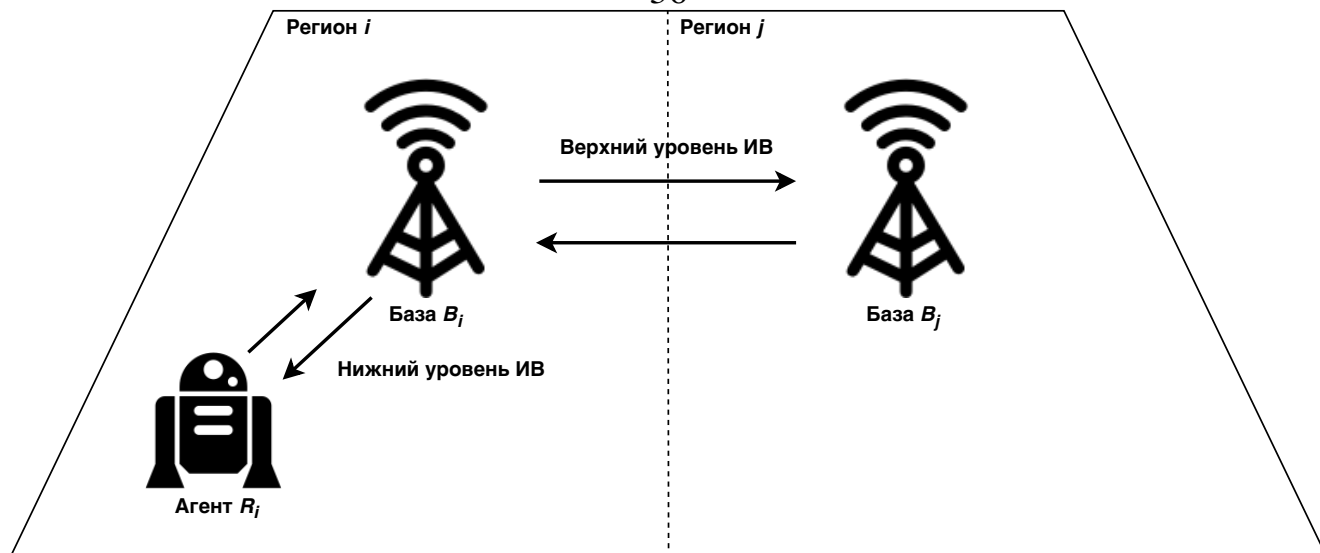 Регион i
Регион j
Верхний уровень ИВ
База Bi
База Bj
Нижний уровень ИВ
Агент Ri